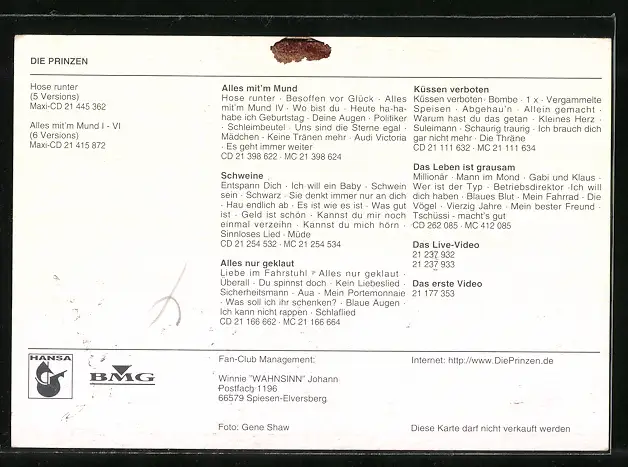 DIE PRINZEN
Hose runter
(5 Versions)
Maxi-CD 21 445 362
Alles mit'm Mund I - VI
(6 Versions)
Maxi-CD 21 415 872
Alles mit'm Mund
Hose runter · Besoffen vor Glück · Alles
mit'm Mund IV · Wo bist du · Heute ha-ha-
habe ich Geburtstag · Deine Augen · Politiker
· Schleimbeutel · Uns sind die Sterne egal ·
Mädchen · Keine Tränen mehr · Audi Victoria
· Es geht immer weiter
CD 21 398 622 · MC 21 398 624
Schweine
Entspann Dich · Ich will ein Baby · Schwein
sein · Schwarz · Sie denkt immer nur an dich
· Hau endlich ab · Es ist wie es ist · Was gut
ist · Geld ist schön · Kannst du mir noch
einmal verzeihn · Kannst du mich hörn ·
Sinnloses Lied · Müde
CD 21 254 532 · MC 21 254 534
Alles nur geklaut
Liebe im Fahrstuhl · Alles nur geklaut ·
Überall · Du spinnst doch · Kein Liebeslied ·
Sicherheitsmann · Aua · Mein Portemonnaie
· Was soll ich ihr schenken? · Blaue Augen ·
Ich kann nicht rappen · Schlaflied
CD 21 166 662 · MC 21 166 664
Küssen verboten
Küssen verboten· Bombe · 1 x · Vergammelte
Speisen · Abgehau'n · Allein gemacht ·
Warum hast du das getan · Kleines Herz ·
Suleimann · Schaurig traurig · Ich brauch dich
gar nicht mehr · Die Thräne
CD 21 111 632 · MC 21 111 634
Das Leben ist grausam
Millionär · Mann im Mond · Gabi und Klaus ·
Wer ist der Typ · Betriebsdirektor ·Ich will
dich haben · Blaues Blut · Mein Fahrrad · Die
Vögel · Vierzig Jahre · Mein bester Freund ·
Tschüssi - macht's gut
CD 262 085 · MC 412 085
Das Live-Video
21 237 932
21 237 933
Das erste Video
21 177 353
HANSA
BMG
Fan-Club Management:
Winnie "WAHNSINN" Johann
Postfach 1196
66579 Spiesen-Elversberg
Foto: Gene Shaw
Internet: http://www.DiePrinzen.de
Diese Karte darf nicht verkauft werden